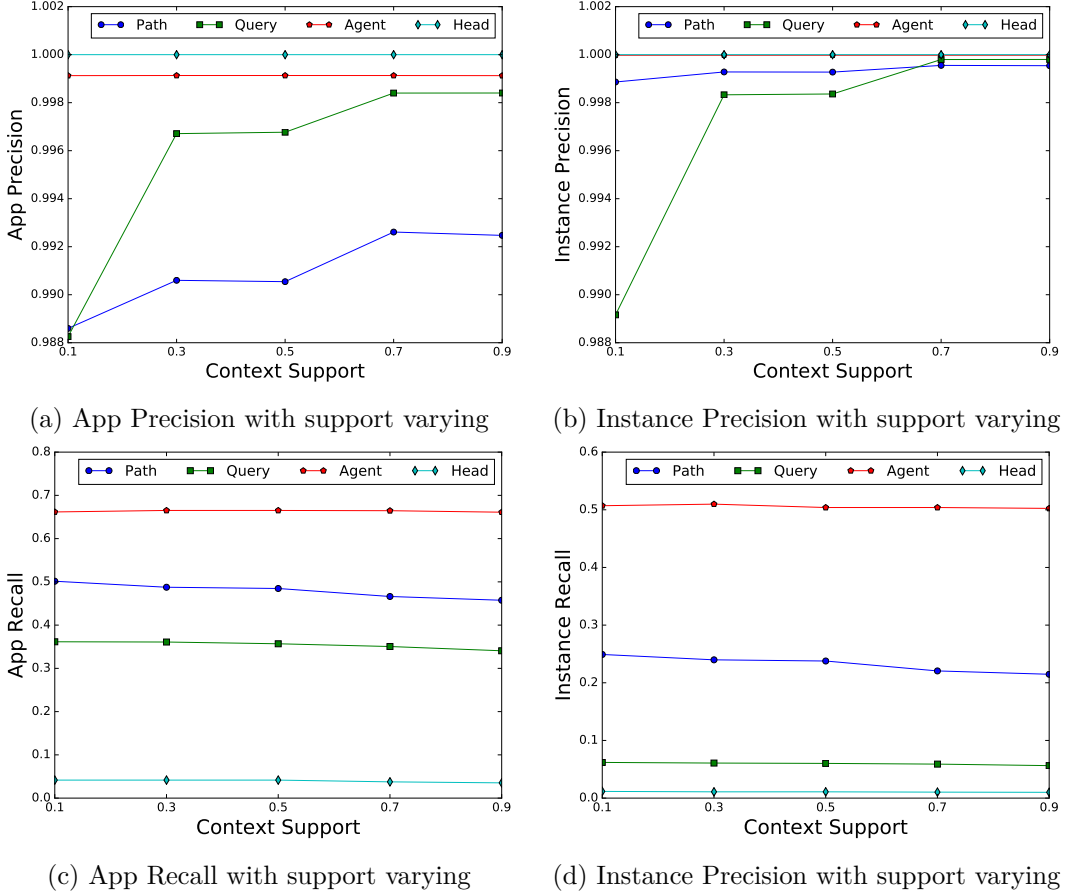 1.002
1.000
0.998
0.996
0.994
0.992
0.990
0.988
App Precision
Path Query Agent Head
0.1 0.3 0.5 0.7 0.9
Context Support
(a) App Precision with support varying
1.002
1.000
0.998
0.996
0.994
0.992
0.990
0.988
Instance Precision
Path Query Agent Head
0.1 0.3 0.5 0.7 0.9
Context Support
(b) Instance Precision with support varying
0.8
0.7
0.6
0.5
0.4
0.3
0.2
0.1
0.0
App Recall
Path Query Agent Head
0.1 0.3 0.5 0.7 0.9
Context Support
(c) App Recall with support varying
0.6
0.5
0.4
0.3
0.2
0.1
0.0
Instance Recall
Path Query Agent Head
0.1 0.3 0.5 0.7 0.9
Context Support
(d) Instance Precision with support varying